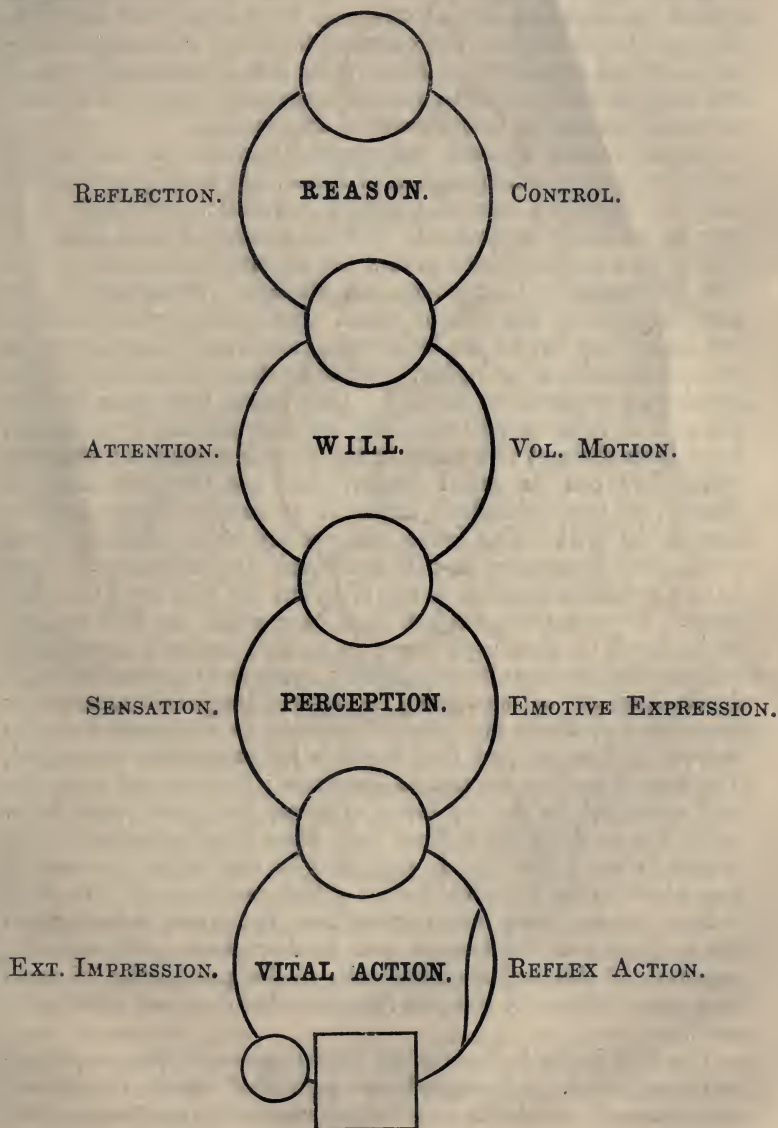 REFLECTION. REASON. CONTROL.
ATTENTION. WILL. VOL. MOTION.
SENSATION. PERCEPTION. EMOTIVE EXPRESSION.
EXT. IMPRESSION. VITAL ACTION. REFLEX ACTION.